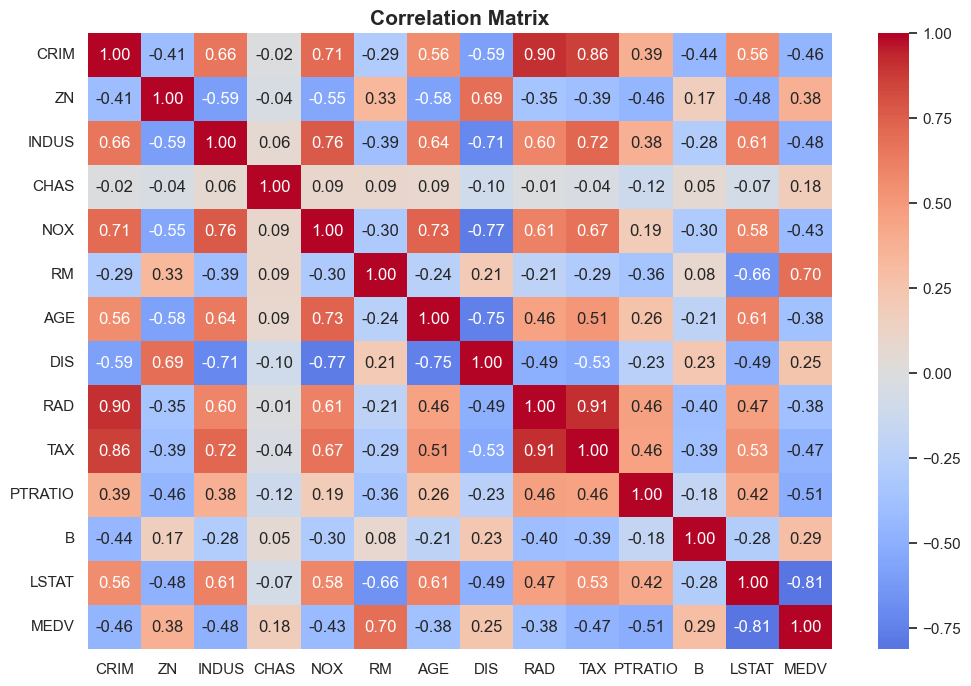 Correlation Matrix
CRIM 1.00 -0.41 0.66 -0.02 0.71 -0.29 0.56 -0.59 0.90 0.86 0.39 -0.44 0.56 -0.46
ZN -0.41 1.00 -0.59 -0.04 -0.55 0.33 -0.58 0.69 -0.35 -0.39 -0.46 0.17 -0.48 0.38
INDUS 0.66 -0.59 1.00 0.06 0.76 -0.39 0.64 -0.71 0.60 0.72 0.38 -0.28 0.61 -0.48
CHAS -0.02 -0.04 0.06 1.00 0.09 0.09 0.09 -0.10 -0.01 -0.04 -0.12 0.05 -0.07 0.18
NOX 0.71 -0.55 0.76 0.09 1.00 -0.30 0.73 -0.77 0.61 0.67 0.19 -0.30 0.58 -0.43
RM -0.29 0.33 -0.39 0.09 -0.30 1.00 -0.24 0.21 -0.21 -0.29 -0.36 0.08 -0.66 0.70
AGE 0.56 -0.58 0.64 0.09 0.73 -0.24 1.00 -0.75 0.46 0.51 0.26 -0.21 0.61 -0.38
DIS -0.59 0.69 -0.71 -0.10 -0.77 0.21 -0.75 1.00 -0.49 -0.53 -0.23 0.23 -0.49 0.25
RAD 0.90 -0.35 0.60 -0.01 0.61 -0.21 0.46 -0.49 1.00 0.91 0.46 -0.40 0.47 -0.38
TAX 0.86 -0.39 0.72 -0.04 0.67 -0.29 0.51 -0.53 0.91 1.00 0.46 -0.39 0.53 -0.47
PTRATIO 0.39 -0.46 0.38 -0.12 0.19 -0.36 0.26 -0.23 0.46 0.46 1.00 -0.18 0.42 -0.51
B -0.44 0.17 -0.28 0.05 -0.30 0.08 -0.21 0.23 -0.40 -0.39 -0.18 1.00 -0.28 0.29
LSTAT 0.56 -0.48 0.61 -0.07 0.58 -0.66 0.61 -0.49 0.47 0.53 0.42 -0.28 1.00 -0.81
MEDV -0.46 0.38 -0.48 0.18 -0.43 0.70 -0.38 0.25 -0.38 -0.47 -0.51 0.29 -0.81 1.00
CRIM ZN INDUS CHAS NOX RM AGE DIS RAD TAX PTRATIO B LSTAT MEDV
1.00
0.75
0.50
0.25
0.00
-0.25
-0.50
-0.75